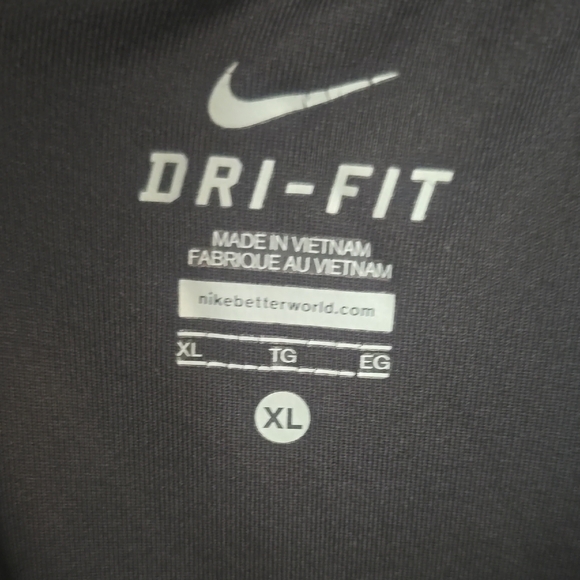 DRI-FIT
MADE IN VIETNAM
FABRIQUE AU VIETNAM
nikebetterworld.com
XL TG EG
XL